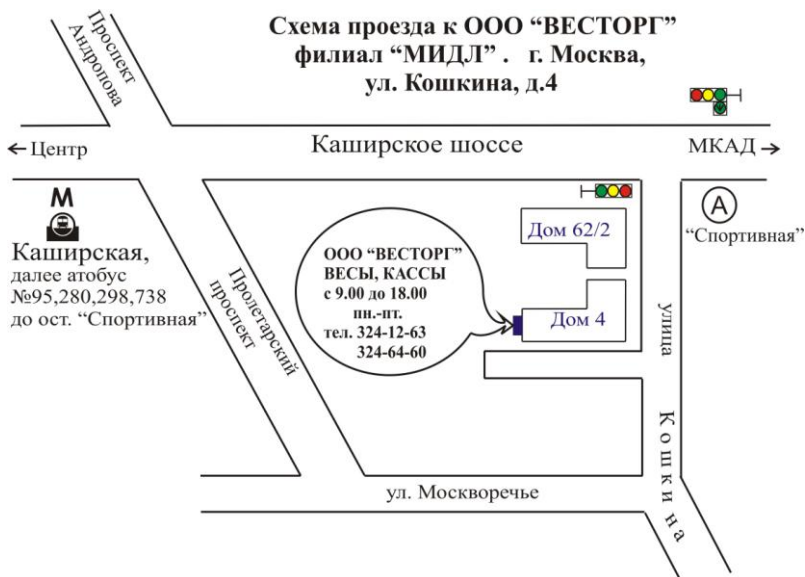 Схема проезда к ООО “ВЕСТОРГ”
филиал “МИДЛ” . г. Москва,
ул. Кошкина, д.4
Проспект
Андропова
← Центр
Каширское шоссе
МКАД →
М
Каширская,
далее атобус
№95,280,298,738
до ост. “Спортивная”
Пролетарский
проспект
ООО “ВЕСТОРГ”
ВЕСЫ, КАССЫ
с 9.00 до 18.00
пн.-пт.
тел. 324-12-63
324-64-60
Дом 62/2
Дом 4
А
“Спортивная”
улица Кошкина
ул. Москворечье